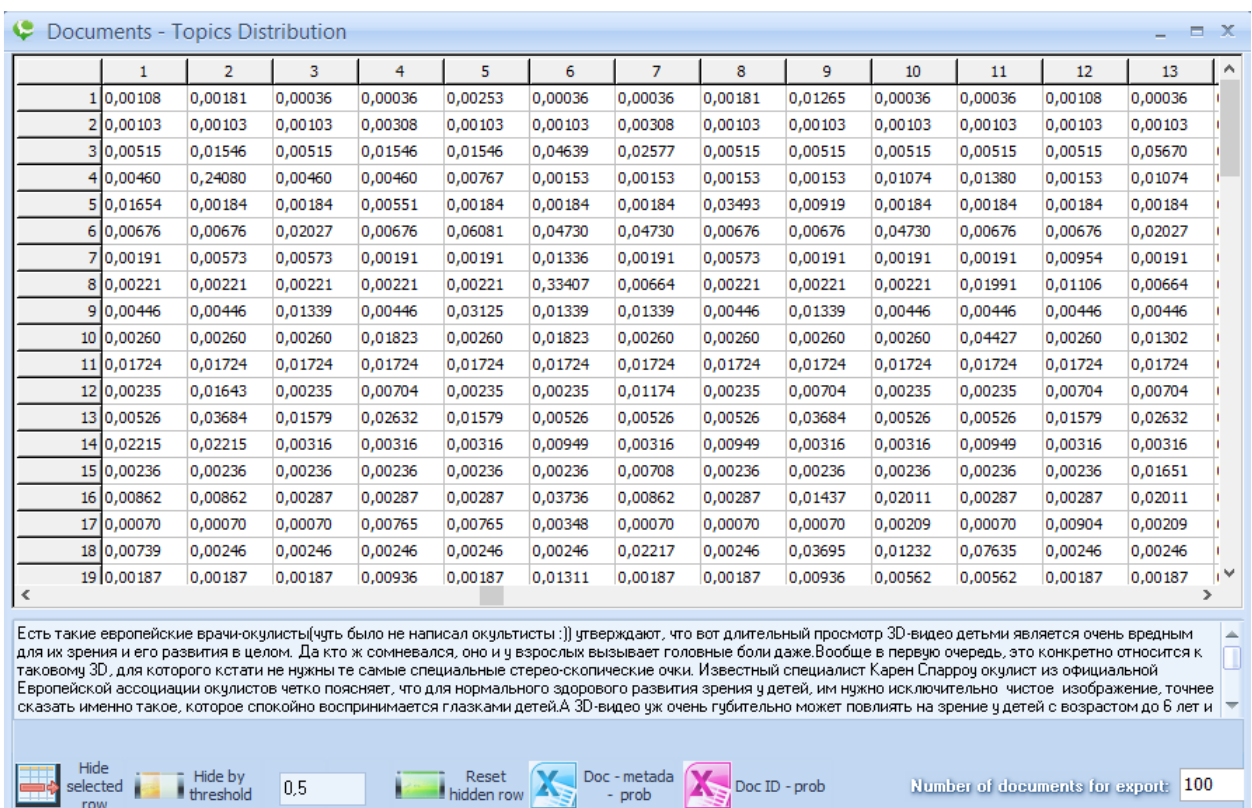 Documents - Topics Distribution
1 2 3 4 5 6 7 8 9 10 11 12 13
1 0,00108 0,00181 0,00036 0,00036 0,00253 0,00036 0,00036 0,00181 0,01265 0,00036 0,00036 0,00108 0,00036
2 0,00103 0,00103 0,00103 0,00308 0,00103 0,00103 0,00308 0,00103 0,00103 0,00103 0,00103 0,00103 0,00103
3 0,00515 0,01546 0,00515 0,01546 0,01546 0,04639 0,02577 0,00515 0,00515 0,00515 0,00515 0,00515 0,05670
4 0,00460 0,24080 0,00460 0,00460 0,00767 0,00153 0,00153 0,00153 0,00153 0,01074 0,01380 0,00153 0,01074
5 0,01654 0,00184 0,00184 0,00551 0,00184 0,00184 0,00184 0,03493 0,00919 0,00184 0,00184 0,00184 0,00184
6 0,00676 0,00676 0,02027 0,00676 0,06081 0,04730 0,04730 0,00676 0,00676 0,04730 0,00676 0,00676 0,02027
7 0,00191 0,00573 0,00573 0,00191 0,00191 0,01336 0,00191 0,00573 0,00191 0,00191 0,00191 0,00954 0,00191
8 0,00221 0,00221 0,00221 0,00221 0,00221 0,33407 0,00664 0,00221 0,00221 0,00221 0,01991 0,01106 0,00664
9 0,00446 0,00446 0,01339 0,00446 0,03125 0,01339 0,01339 0,00446 0,01339 0,00446 0,00446 0,00446 0,00446
10 0,00260 0,00260 0,00260 0,01823 0,00260 0,01823 0,00260 0,00260 0,00260 0,00260 0,04427 0,00260 0,01302
11 0,01724 0,01724 0,01724 0,01724 0,01724 0,01724 0,01724 0,01724 0,01724 0,01724 0,01724 0,01724 0,01724
12 0,00235 0,01643 0,00235 0,00704 0,00235 0,00235 0,01174 0,00235 0,00704 0,00235 0,00235 0,00704 0,00704
13 0,00526 0,03684 0,01579 0,02632 0,01579 0,00526 0,00526 0,00526 0,03684 0,00526 0,00526 0,01579 0,02632
14 0,02215 0,02215 0,00316 0,00316 0,00316 0,00949 0,00316 0,00949 0,00316 0,00316 0,00949 0,00316 0,00316
15 0,00236 0,00236 0,00236 0,00236 0,00236 0,00236 0,00708 0,00236 0,00236 0,00236 0,00236 0,00236 0,01651
16 0,00862 0,00862 0,00287 0,00287 0,00287 0,03736 0,00862 0,00287 0,01437 0,02011 0,00287 0,00287 0,02011
17 0,00070 0,00070 0,00070 0,00765 0,00765 0,00348 0,00070 0,00070 0,00070 0,00209 0,00070 0,00904 0,00209
18 0,00739 0,00246 0,00246 0,00246 0,00246 0,00246 0,02217 0,00246 0,03695 0,01232 0,07635 0,00246 0,00246
19 0,00187 0,00187 0,00187 0,00936 0,00187 0,01311 0,00187 0,00187 0,00936 0,00562 0,00562 0,00187 0,00187
Есть такие европейские врачи-окулисты(чуть было не написал окультисты :)) утверждают, что вот длительный просмотр 3D-видео детьми является очень вредным
для их зрения и его развития в целом. Да кто ж сомневался, оно и у взрослых вызывает головные боли даже.Вообще в первую очередь, это конкретно относится к
таковому 3D, для которого кстати не нужны те самые специальные стерео-скопические очки. Известный специалист Карен Спарроу окулист из официальной
Европейской ассоциации окулистов четко поясняет, что для нормального здорового развития зрения у детей, им нужно исключительно чистое изображение, точнее
сказать именно такое, которое спокойно воспринимается глазками детей.А 3D-видео уж очень губительно может повлиять на зрение у детей с возрастом до 6 лет и
Hide selected row
Hide by threshold
0,5
Reset hidden row
Doc - metada - prob
Doc ID - prob
Number of documents for export: 100